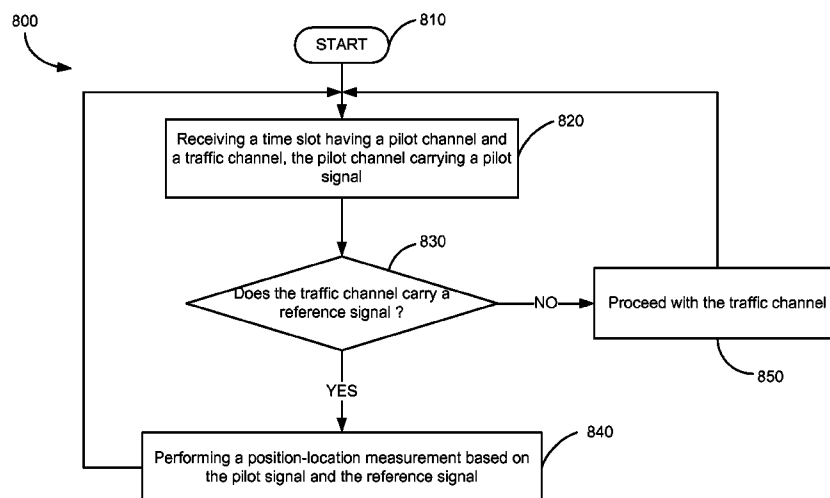 800
START
810
Receiving a time slot having a pilot channel and
a traffic channel, the pilot channel carrying a pilot
signal
820
830
Does the traffic channel carry a
reference signal ?
NO
Proceed with the traffic channel
850
YES
840
Performing a position-location measurement based on
the pilot signal and the reference signal